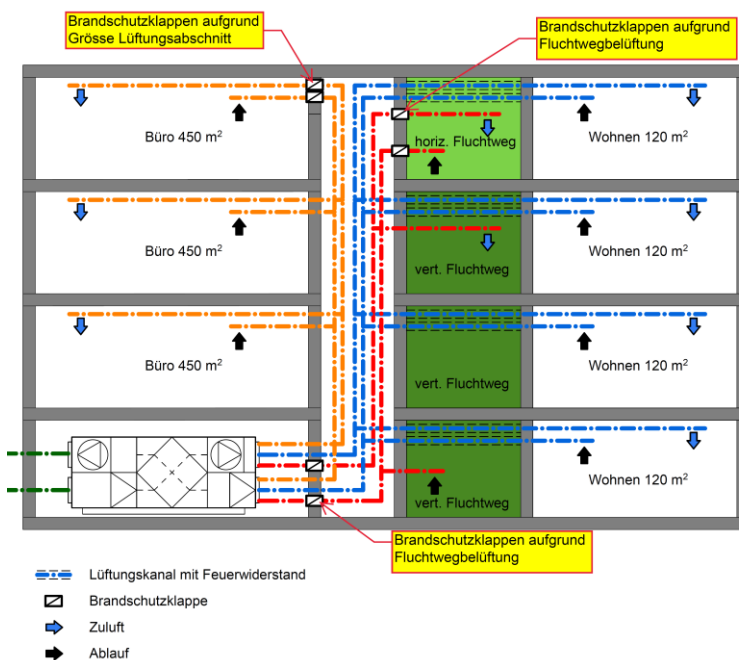 Brandschutzklappen aufgrund
Grösse Lüftungsabschnitt
Brandschutzklappen aufgrund
Fluchtwegbelüftung
Büro 450 m²
horiz. Fluchtweg
Wohnen 120 m²
Büro 450 m²
vert. Fluchtweg
Wohnen 120 m²
Büro 450 m²
vert. Fluchtweg
Wohnen 120 m²
Wohnen 120 m²
vert. Fluchtweg
Brandschutzklappen aufgrund
Fluchtwegbelüftung
Lüftungskanal mit Feuerwiderstand
Brandschutzklappe
Zuluft
Ablauf